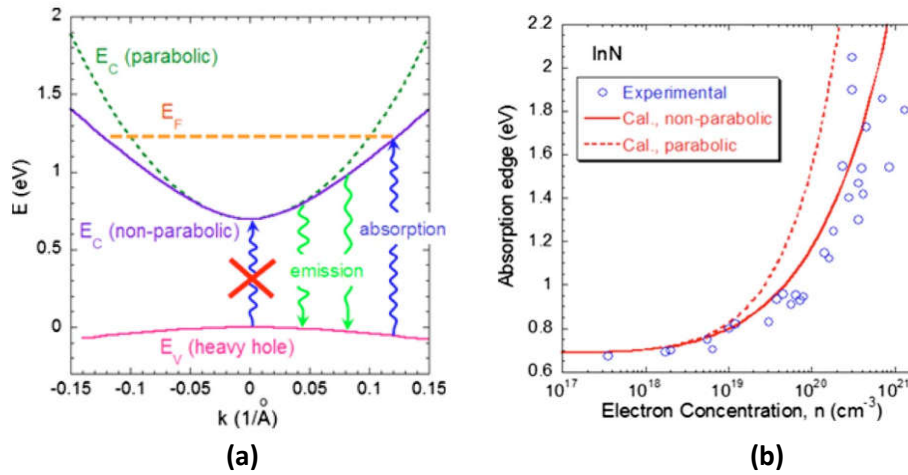 2
E_C (parabolic)
1.5
E_F
1
E (eV)
E_C (non-parabolic)
absorption
0.5
emission
0
E_V (heavy hole)
-0.15 -0.1 -0.05 0 0.05 0.1 0.15
k (1/Å)
(a)
2.2
InN
2.0
Experimental
1.8
Cal., non-parabolic
Cal., parabolic
1.6
Absorption edge (eV)
1.4
1.2
1.0
0.8
0.6
10^17 10^18 10^19 10^20 10^21
Electron Concentration, n (cm^-3)
(b)